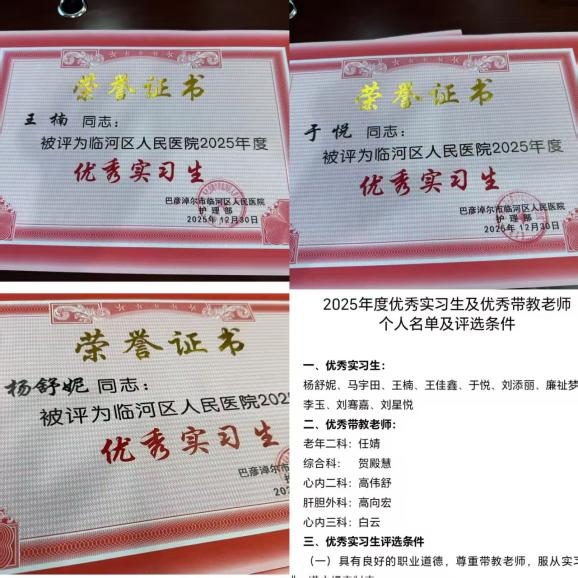 荣誉证书
王楠 同志：
被评为临河区人民医院2025年度
优秀实习生
巴彦淖尔市临河区人民医院
护理部
2025年12月30日
荣誉证书
于悦 同志：
被评为临河区人民医院2025年度
优秀实习生
巴彦淖尔市临河区人民医院
护理部
2025年12月30日
荣誉证书
杨舒妮 同志：
被评为临河区人民医院2025
优秀实习生
巴彦淖尔市临河区人民
2025
2025年度优秀实习生及优秀带教老师
个人名单及评选条件
一、优秀实习生：
杨舒妮、马宇田、王楠、王佳鑫、于悦、刘添丽、廉祉梦
李玉、刘骞嘉、刘星悦
二、优秀带教老师：
老年二科：任婧
综合科： 贺殿慧
心内二科：高伟舒
肝胆外科：高向宏
心内三科：白云
三、优秀实习生评选条件
（一）具有良好的职业道德，尊重带教老师，服从实习